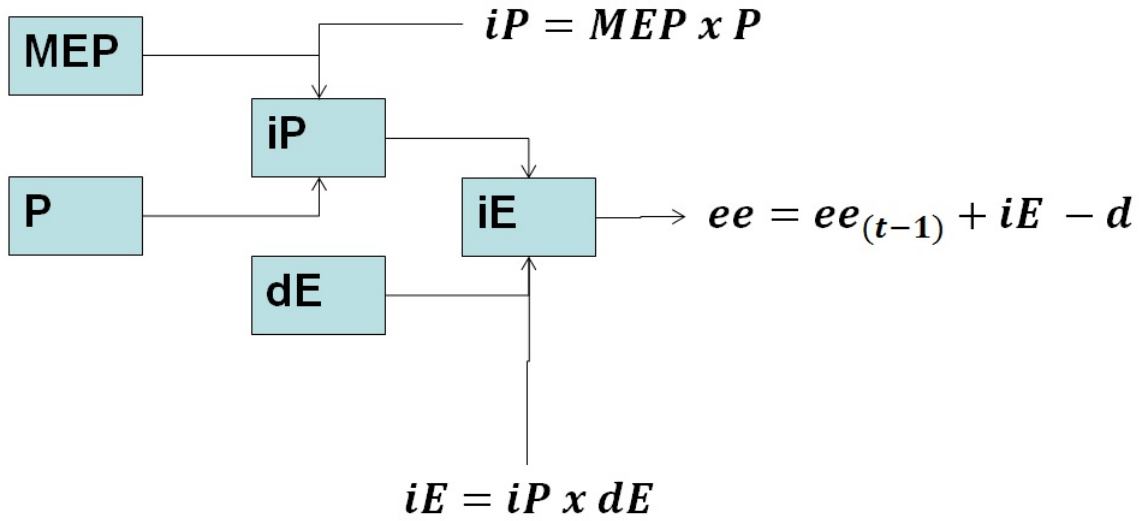 MEP
iP = MEP x P
iP
P
iE
ee = ee(t−1) + iE − d
dE
iE = iP x dE